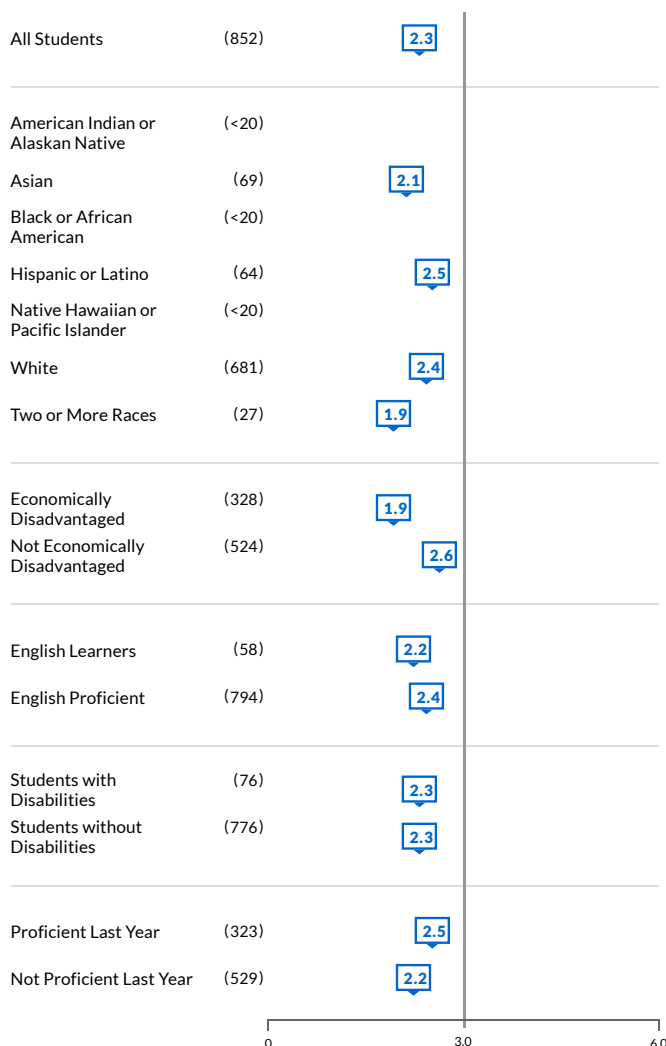 All Students (852) 2.3
American Indian or (<20)
Alaskan Native
Asian (69) 2.1
Black or African (<20)
American
Hispanic or Latino (64) 2.5
Native Hawaiian or (<20)
Pacific Islander
White (681) 2.4
Two or More Races (27) 1.9
Economically (328) 1.9
Disadvantaged
Not Economically (524) 2.6
Disadvantaged
English Learners (58) 2.2
English Proficient (794) 2.4
Students with (76) 2.3
Disabilities
Students without (776) 2.3
Disabilities
Proficient Last Year (323) 2.5
Not Proficient Last Year (529) 2.2
0 3.0 6.0